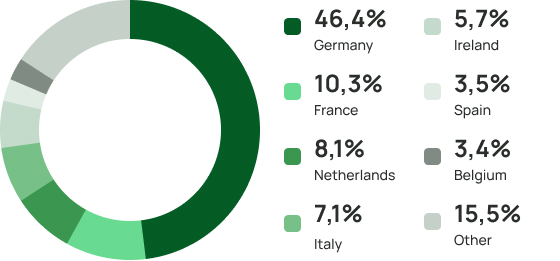 46,4%
Germany
10,3%
France
8,1%
Netherlands
7,1%
Italy
5,7%
Ireland
3,5%
Spain
3,4%
Belgium
15,5%
Other